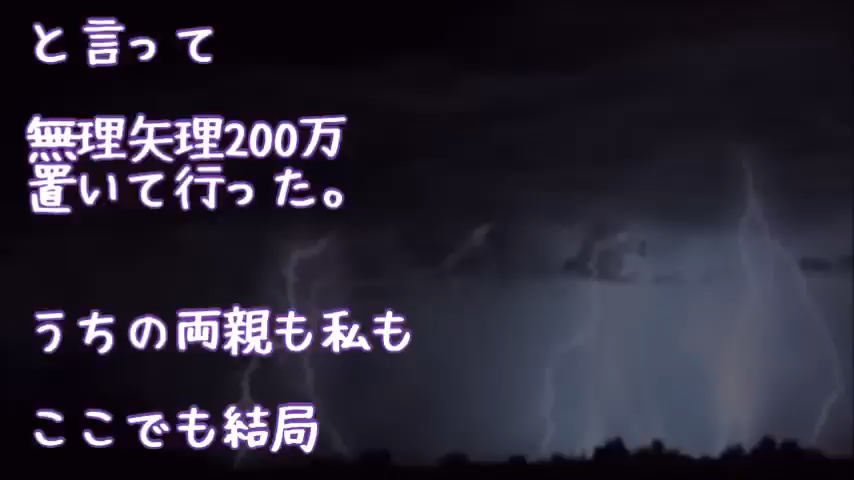 と言って
無理矢理200万
置いて行った。
うちの両親も私も
ここでも結局